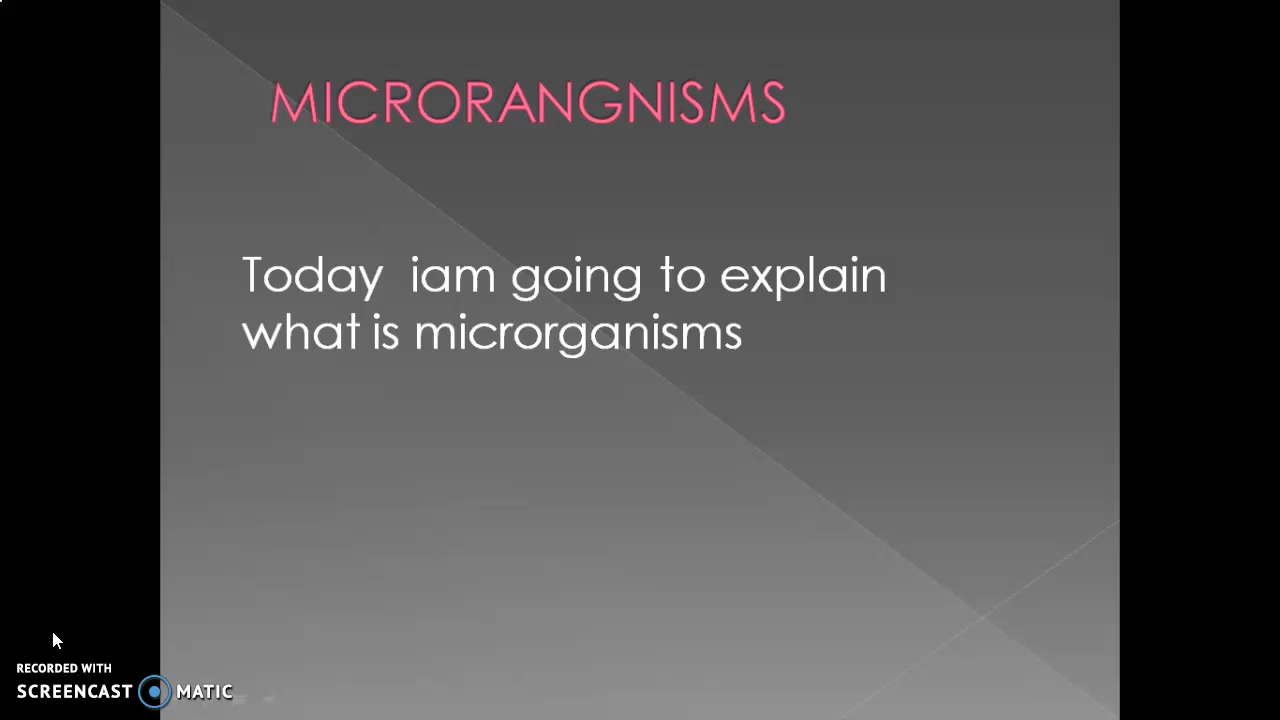 MICRORANGNISMS
Today  iam going to explain
what is microrganisms
RECORDED WITH
SCREENCAST MATIC